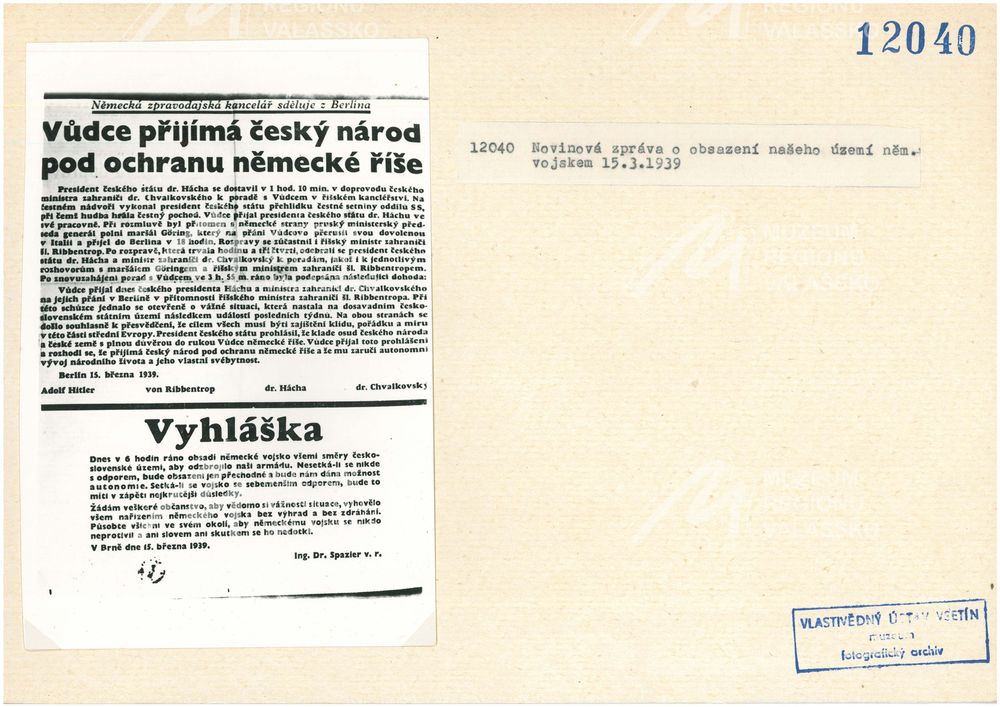 12040
Německá zpravodajská kancelář sděluje z Berlína
Vůdce přijímá český národ
pod ochranu německé říše
President českého státu dr. Hácha se dostavil v 1 hod. 10 min. v doprovodu českého
ministra zahraničí dr. Chvalkovského k poradě s Vůdcem v říšském kancléřství. Na
čestném nádvoří vykonal president českého státu přehlídku čestné setniny oddílu SS,
při čemž hudba hrála čestný pochod. Vůdce přijal presidenta českého státu dr. Háchu ve
své pracovně. Při rozmluvě byl přítomen s německé strany pruský ministerský před-
seda generál polní maršál Göring, který na přání Vůdcovo přerušil svou dovolenou
v Italii a přijel do Berlína v 18 hodin. Rozpravy se zúčastnil i říšský ministr zahraničí
šl. Ribbentrop. Po rozpravě, která trvala hodinu a tři čtvrti, odebrali se president českého
státu dr. Hácha a ministr zahraničí dr. Chvalkovský k poradám, jakož i k jednotlivým
rozhovorům s maršálem Göringem a říšským ministrem zahraničí šl. Ribbentropem.
Po znovuzahájení porad s Vůdcem ve 3 h. 55 m. ráno byla podepsána následující dohoda:
Vůdce přijal dnes českého presidenta Háchu a ministra zahraničí dr. Chvalkovského
na jejich přání v Berlíně v přítomnosti říšského ministra zahraničí šl. Ribbentropa. Při
této schůzce jednalo se otevřeně o vážné situaci, která nastala na dosavadním česko-
slovenském státním území následkem událostí posledních týdnů. Na obou stranách se
došlo souhlasně k přesvědčení, že cílem všech musí býti zajištění klidu, pořádku a míru
v této části střední Evropy. President českého státu prohlásil, že klade osud českého národa
a české země s plnou důvěrou do rukou Vůdce německé říše. Vůdce přijal toto prohlášení
a rozhodl se, že přijímá český národ pod ochranu německé říše a že mu zaručí autonomní
vývoj národního života a jeho vlastní svébytnost.
Berlín 15. března 1939.
Adolf Hitler von Ribbentrop dr. Hácha dr. Chvalkovský
Vyhláška
Dnes v 6 hodin ráno obsadí německé vojsko všemi směry česko-
slovenské území, aby odzbrojilo naši armádu. Nesetká-li se nikde
s odporem, bude obsazení jen přechodné a bude nám dána možnost
autonomie. Setká-li se vojsko se sebemenším odporem, bude to
míti v zápětí nejkrutější důsledky.
Žádám veškeré občanstvo, aby vědomo si vážnosti situace, vyhovělo
všem nařízením německého vojska bez výhrad a bez zdráhání.
Působte všichni ve svém okolí, aby německému vojsku se nikdo
neprotivil a ani slovem ani skutkem se ho nedotkl.
V Brně dne 15. března 1939.
Ing. Dr. Spazier v. r.
12040 Novinová zpráva o obsazení našeho území něm.
vojskem 15.3.1939
VLASTIVĚDNÝ ÚSTAV VSETÍN
muzeum
fotografický archiv
REGIONU
VALAŠSKO
REGIONU
VALAŠSKO